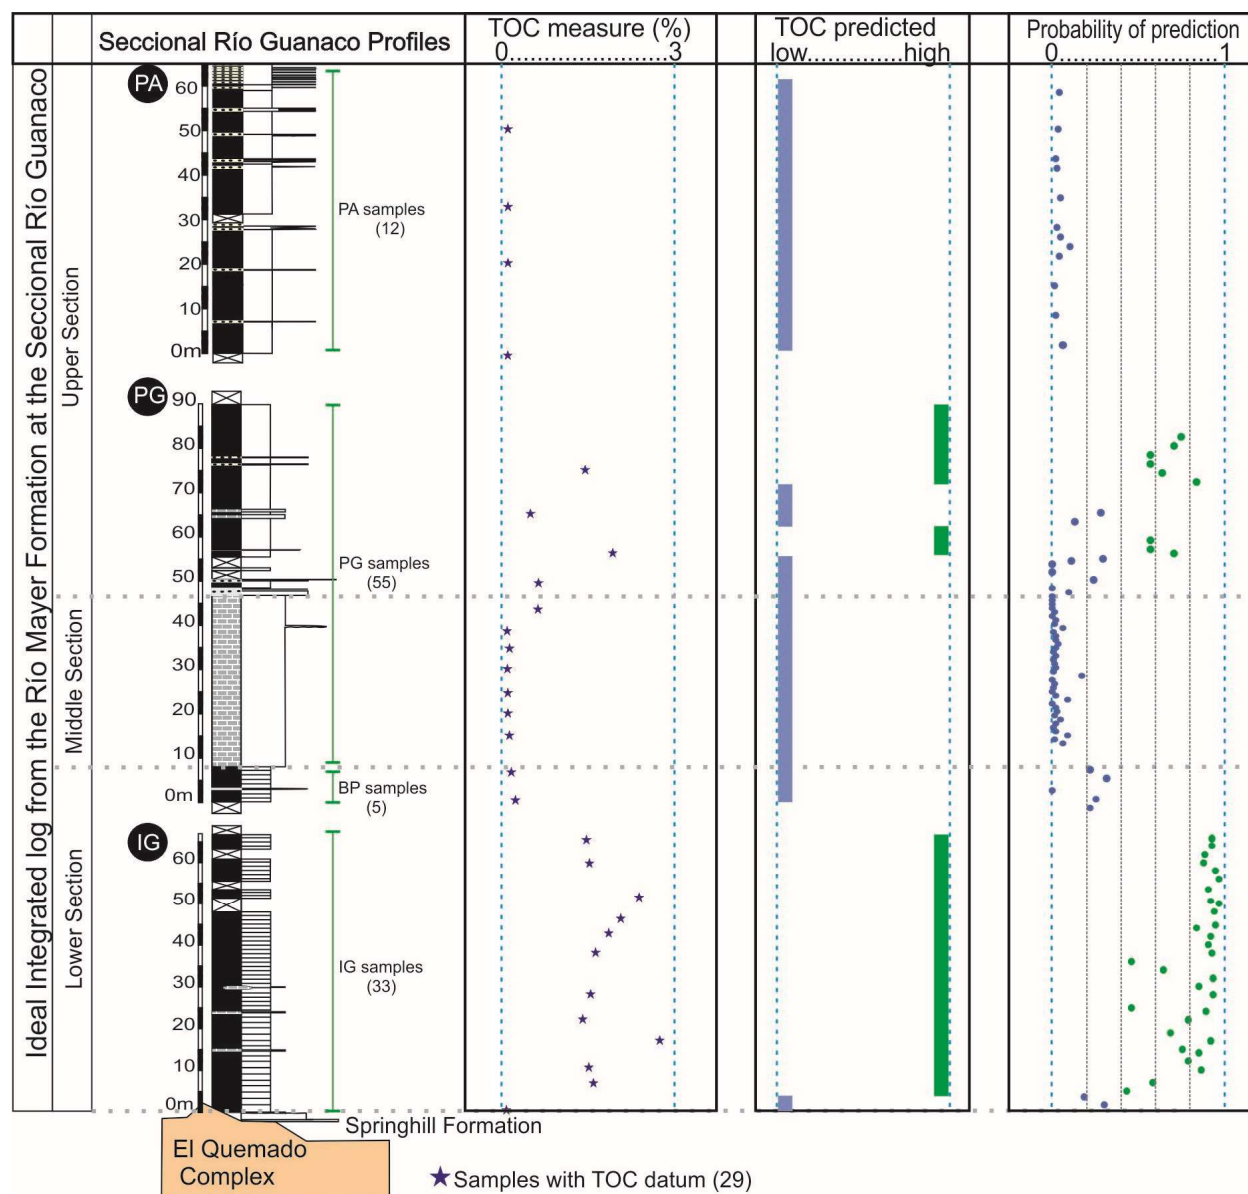 Seccional Río Guanaco Profiles
TOC measure (%)
0..............................3
TOC predicted
low...............high
Probability of prediction
0..............................1
Ideal Integrated log from the Río Mayer Formation at the Seccional Río Guanaco
Upper Section
Middle Section
Lower Section
PA
60
50
40
30
20
10
0m
PA samples
(12)
PG
90
80
70
60
50
40
30
20
10
0m
PG samples
(55)
BP samples
(5)
IG
60
50
40
30
20
10
0m
IG samples
(33)
Springhill Formation
El Quemado
Complex
★Samples with TOC datum (29)